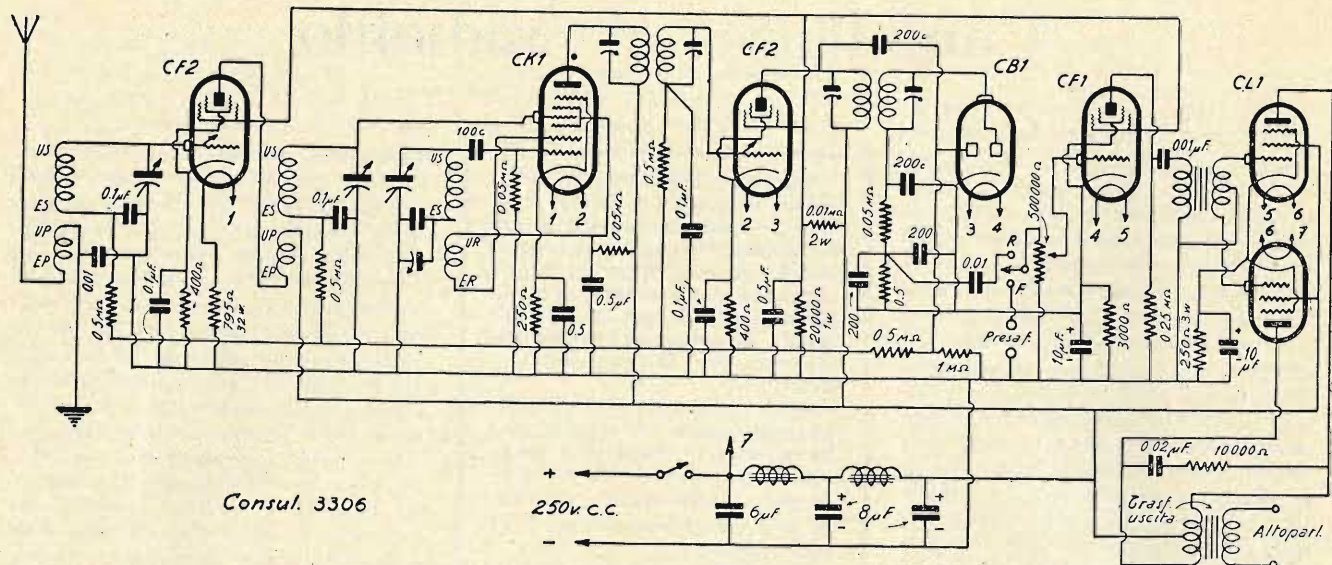 CF2
CK1
CF2
CB1
CF1
CL1
US
ES
UP
EP
0.1µF
0.5MΩ
0.1µF.
400Ω
795Ω
32w
1
US
ES
UP
EP
0.1µF
0.5MΩ
100c
US
ES
UR
ER
0.05MΩ
250Ω
0.5
1
2
0.05MΩ
0.5µF
0.5MΩ
0.1µF.
0.1µF.
400Ω
0.5µF
2
3
0.01MΩ
2w
20000Ω
1w
200c
200c
0.05MΩ
200
200
0.5
0.01
3
4
R
F.
500000Ω
Presa f.
0.5MΩ
1MΩ
4
5
10µF.
+
3000Ω
0.25MΩ
001µF
5
6
6
7
250Ω 3w
+
10
-µF
0.02µF.
10000Ω
Trasf.
uscita
Altoparl.
Consul. 3306
+
250v. C.C.
-
7
6µF
+
8µF
-
+
-